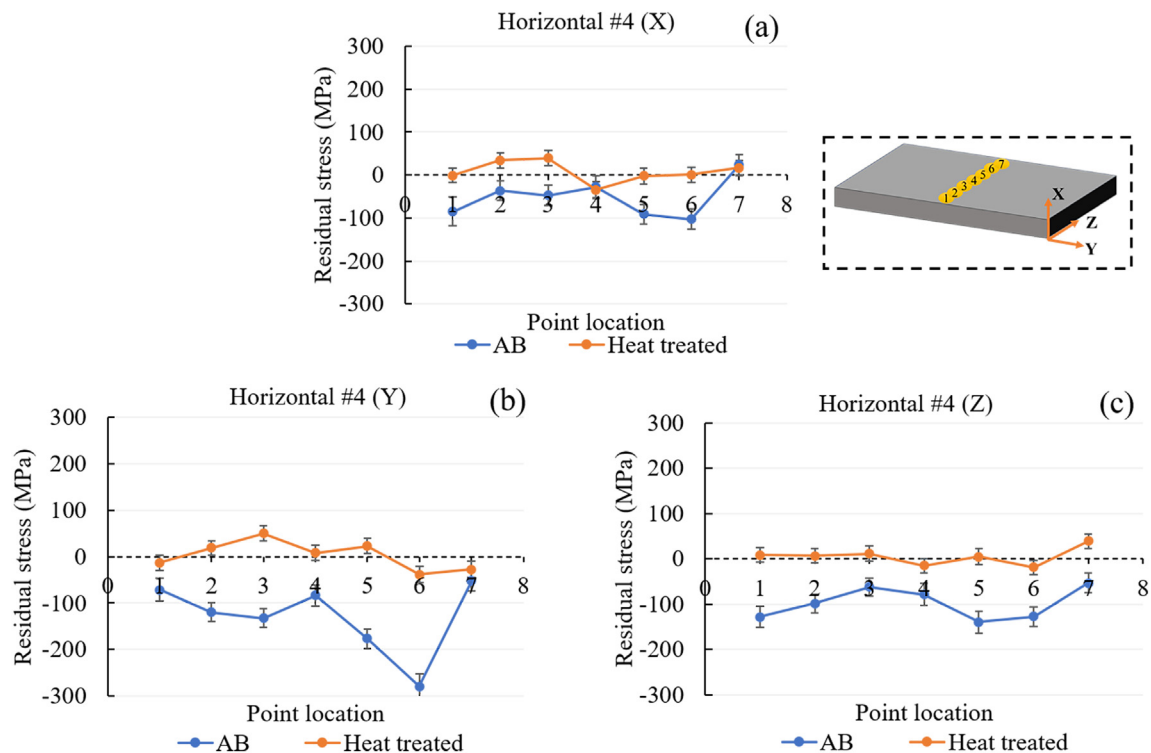 Horizontal #4 (X)
(a)
Residual stress (MPa)
300
200
100
0
-100
-200
-300
0 1 2 3 4 5 6 7 8
Point location
AB Heat treated
1 2 3 4 5 6 7
X
Z
Y
Horizontal #4 (Y)
(b)
Residual stress (MPa)
300
200
100
0
-100
-200
-300
0 1 2 3 4 5 6 7 8
Point location
AB Heat treated
Horizontal #4 (Z)
(c)
Residual stress (MPa)
300
200
100
0
-100
-200
-300
0 1 2 3 4 5 6 7 8
Point location
AB Heat treated